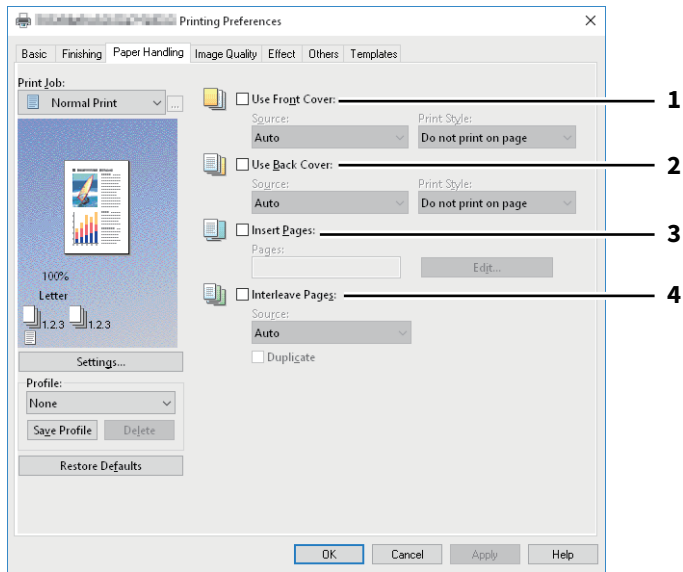 Printing Preferences
Basic Finishing Paper Handling Image Quality Effect Others Templates
Print Job:
Normal Print ...
100%
Letter
1.2.3 1.2.3
Settings...
Profile:
None
Save Profile Delete
Restore Defaults
Use Front Cover: 1
Source: Print Style:
Auto Do not print on page
Use Back Cover: 2
Source: Print Style:
Auto Do not print on page
Insert Pages: 3
Pages:
Edit...
Interleave Pages: 4
Source:
Auto
Duplicate
OK Cancel Apply Help